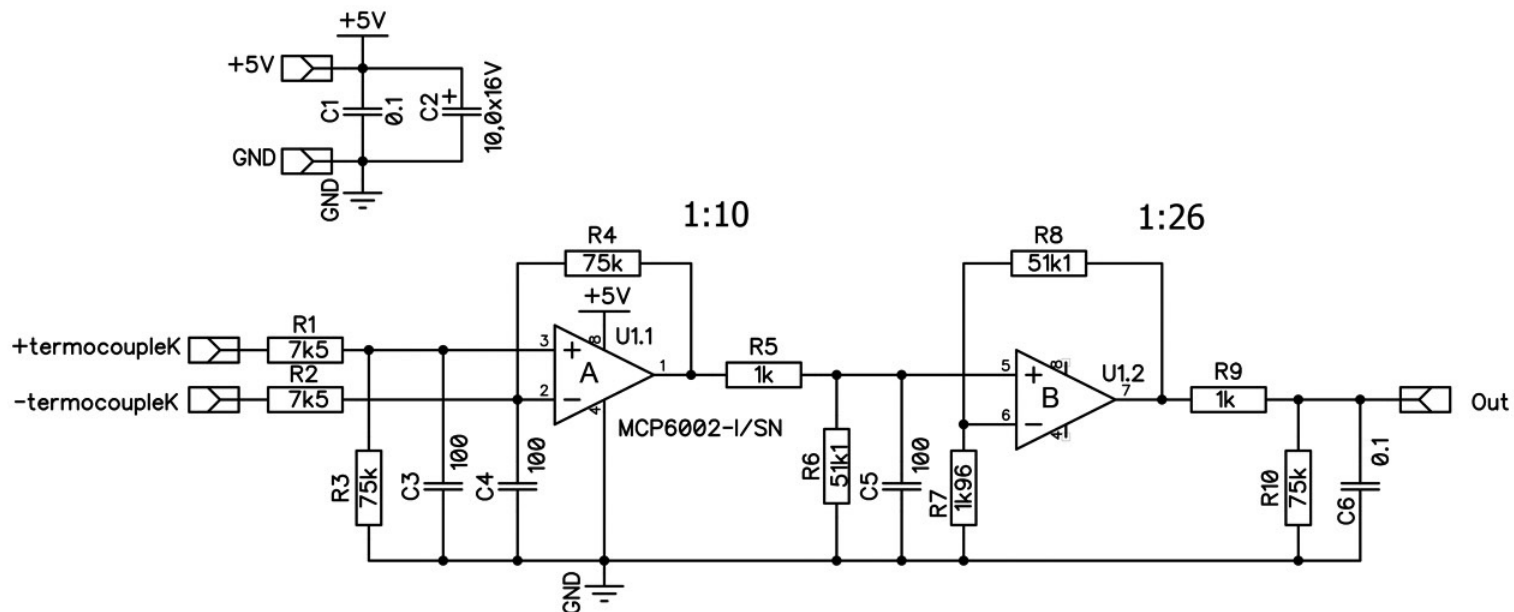 +5V
+5V
C1
0.1
C2
+
10,0x16V
GND
GND
1:10
1:26
R4
75k
R8
51k1
+5V
+termocoupleK
R1
7k5
3
+
8
U1.1
A
1
R5
1k
5
+
8
U1.2
B
7
R9
1k
Out
-termocoupleK
R2
7k5
2
−
4
MCP6002-I/SN
6
−
4
R3
75k
C3
100
C4
100
R6
51k1
C5
100
R7
1k96
R10
75k
C6
0.1
GND